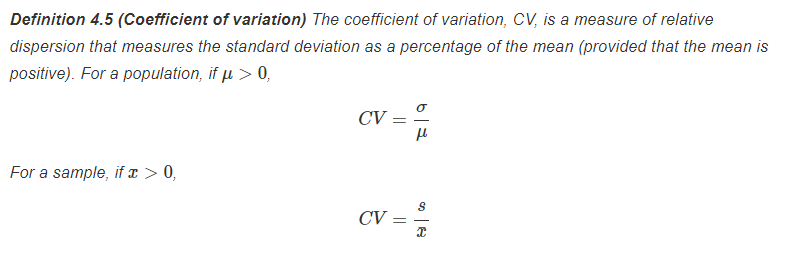 Definition 4.5 (Coefficient of variation) The coefficient of variation, CV, is a measure of relative
dispersion that measures the standard deviation as a percentage of the mean (provided that the mean is
positive). For a population, if μ > 0,
CV = σ/μ
For a sample, if x > 0,
CV = s/x